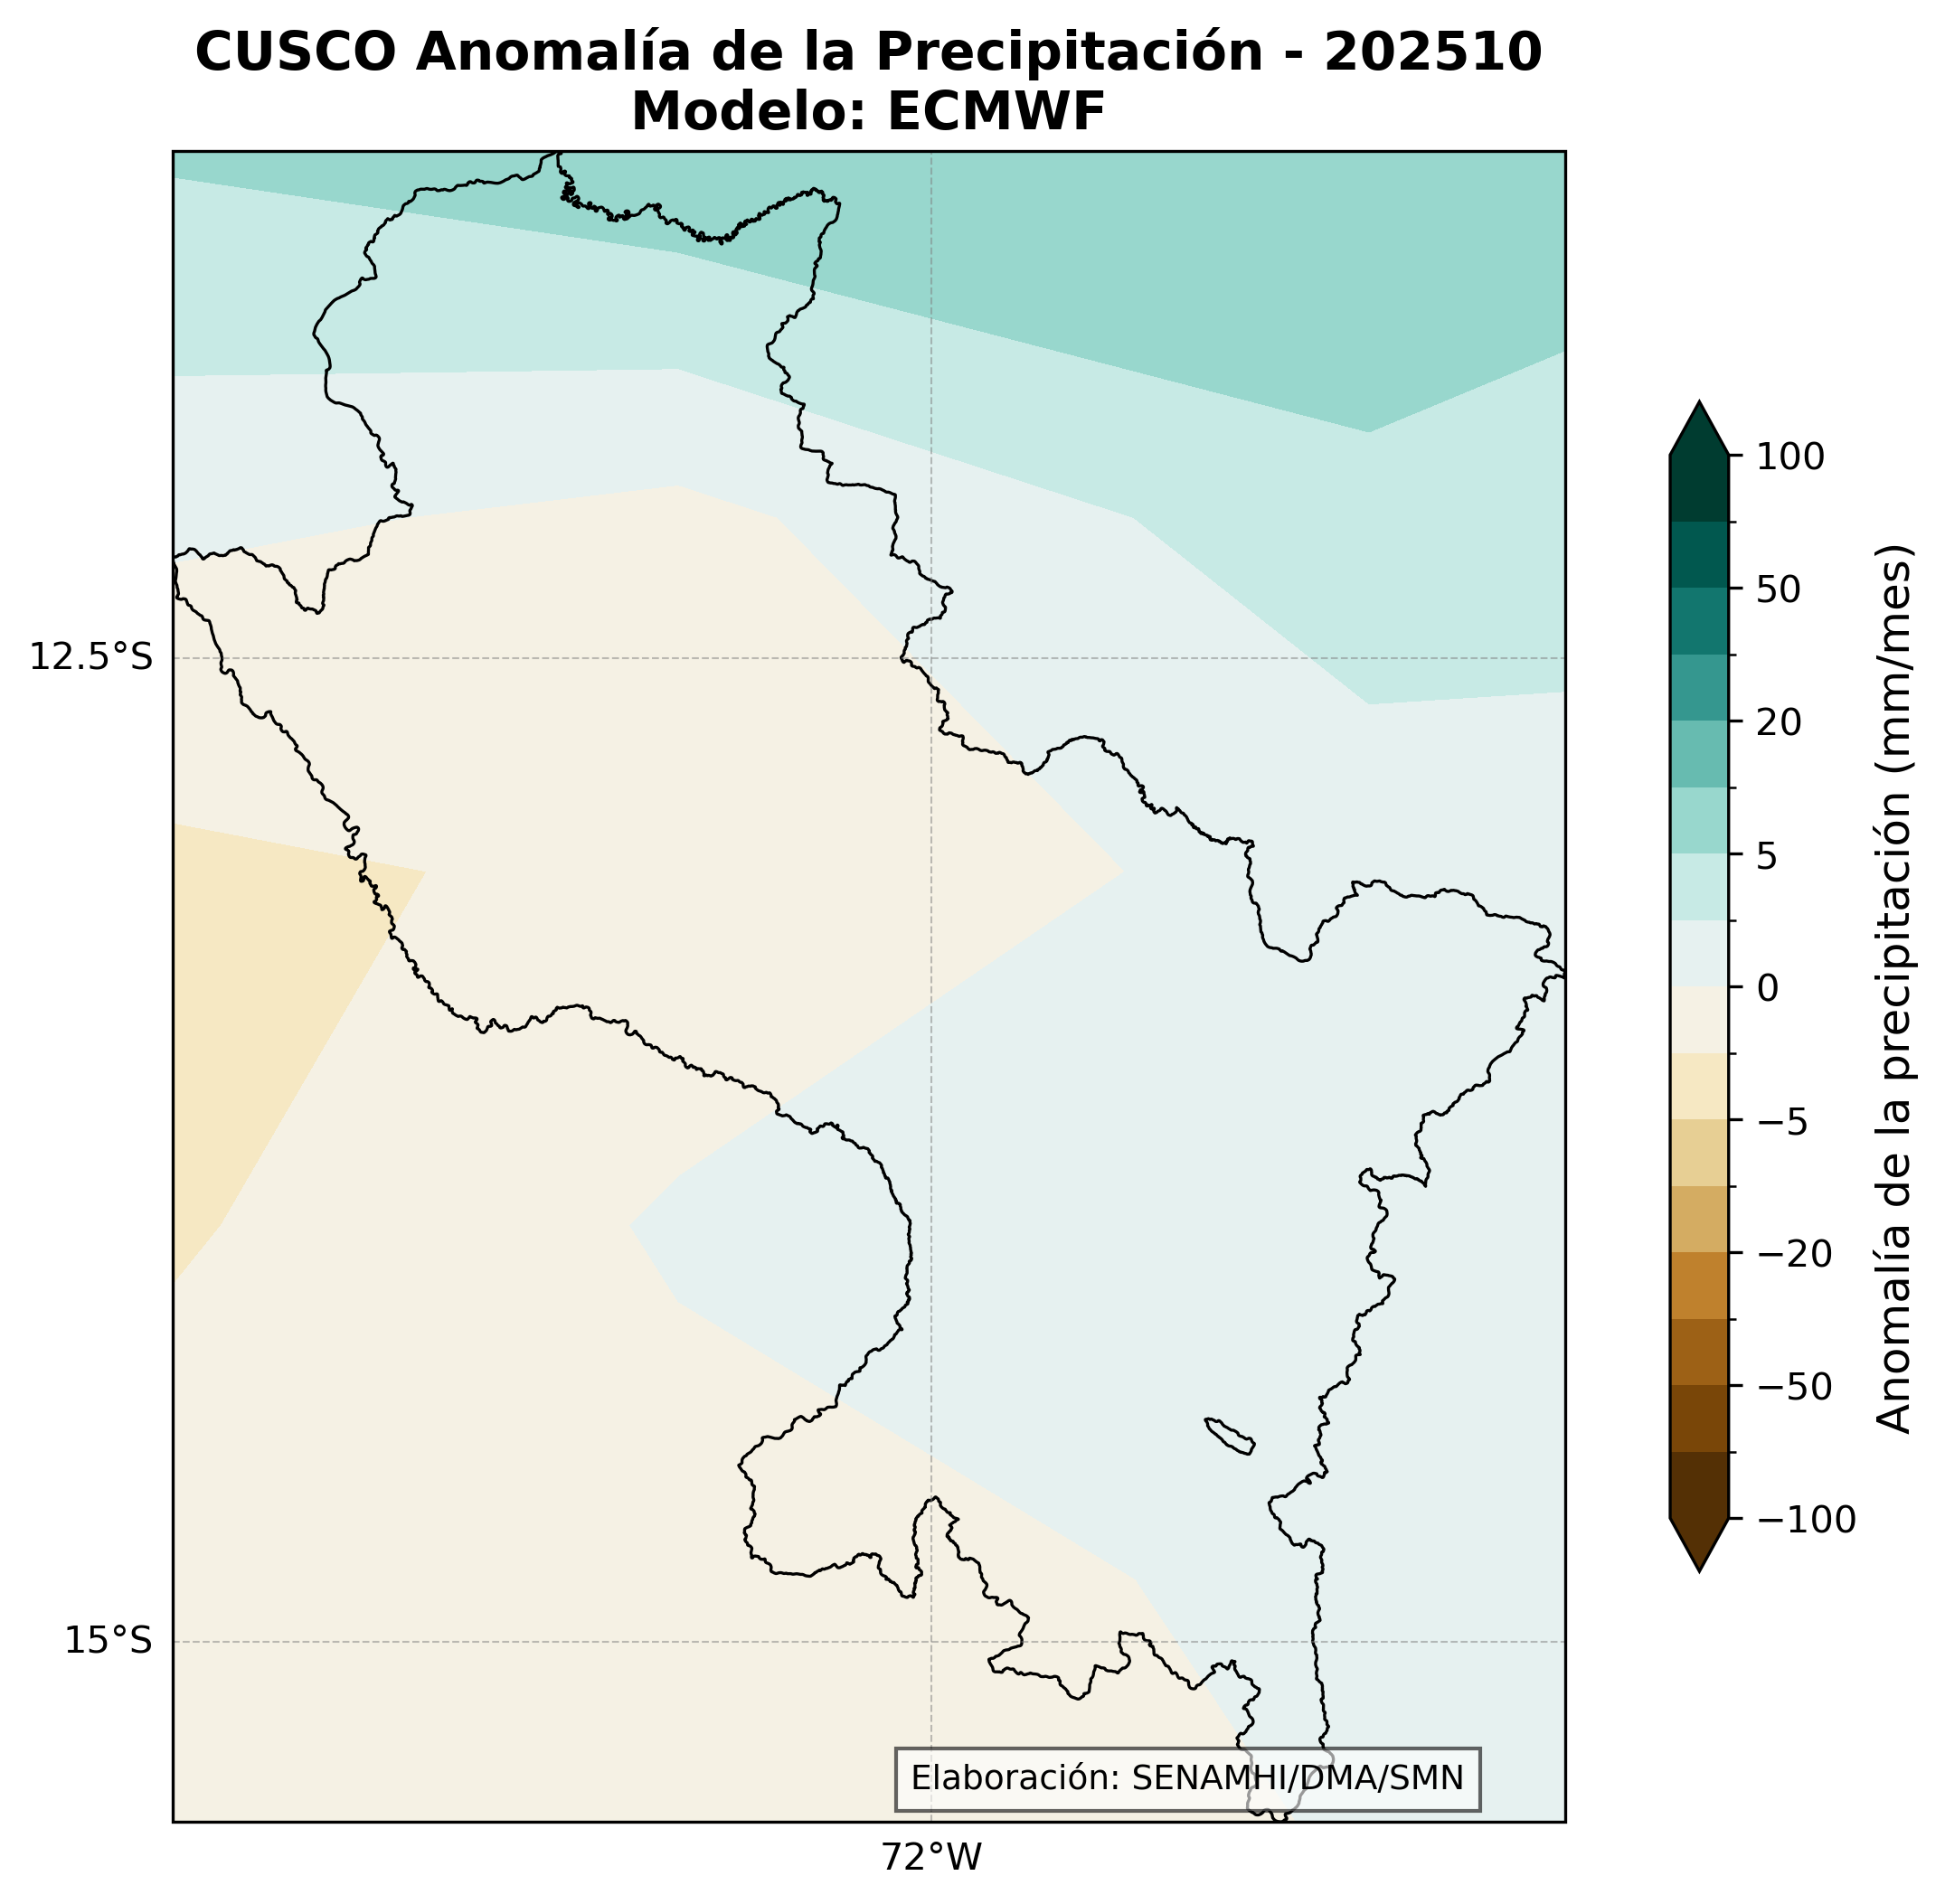 CUSCO Anomalía de la Precipitación - 202510
Modelo: ECMWF
12.5°S
15°S
72°W
Elaboración: SENAMHI/DMA/SMN
100
50
20
5
0
−5
−20
−50
−100
Anomalía de la precipitación (mm/mes)